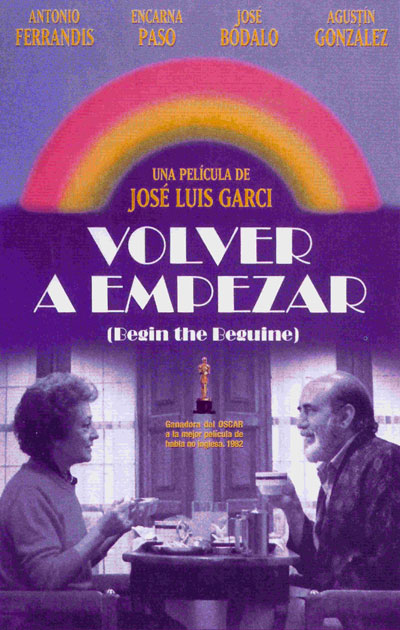 ANTONIO FERRANDIS
ENCARNA PASO
JOSÉ BÓDALO
AGUSTÍN GONZÁLEZ
UNA PELÍCULA DE
JOSÉ LUIS GARCI
VOLVER
A EMPEZAR
(Begin the Beguine)
Ganadora del OSCAR
a la mejor película de
habla no inglesa. 1982